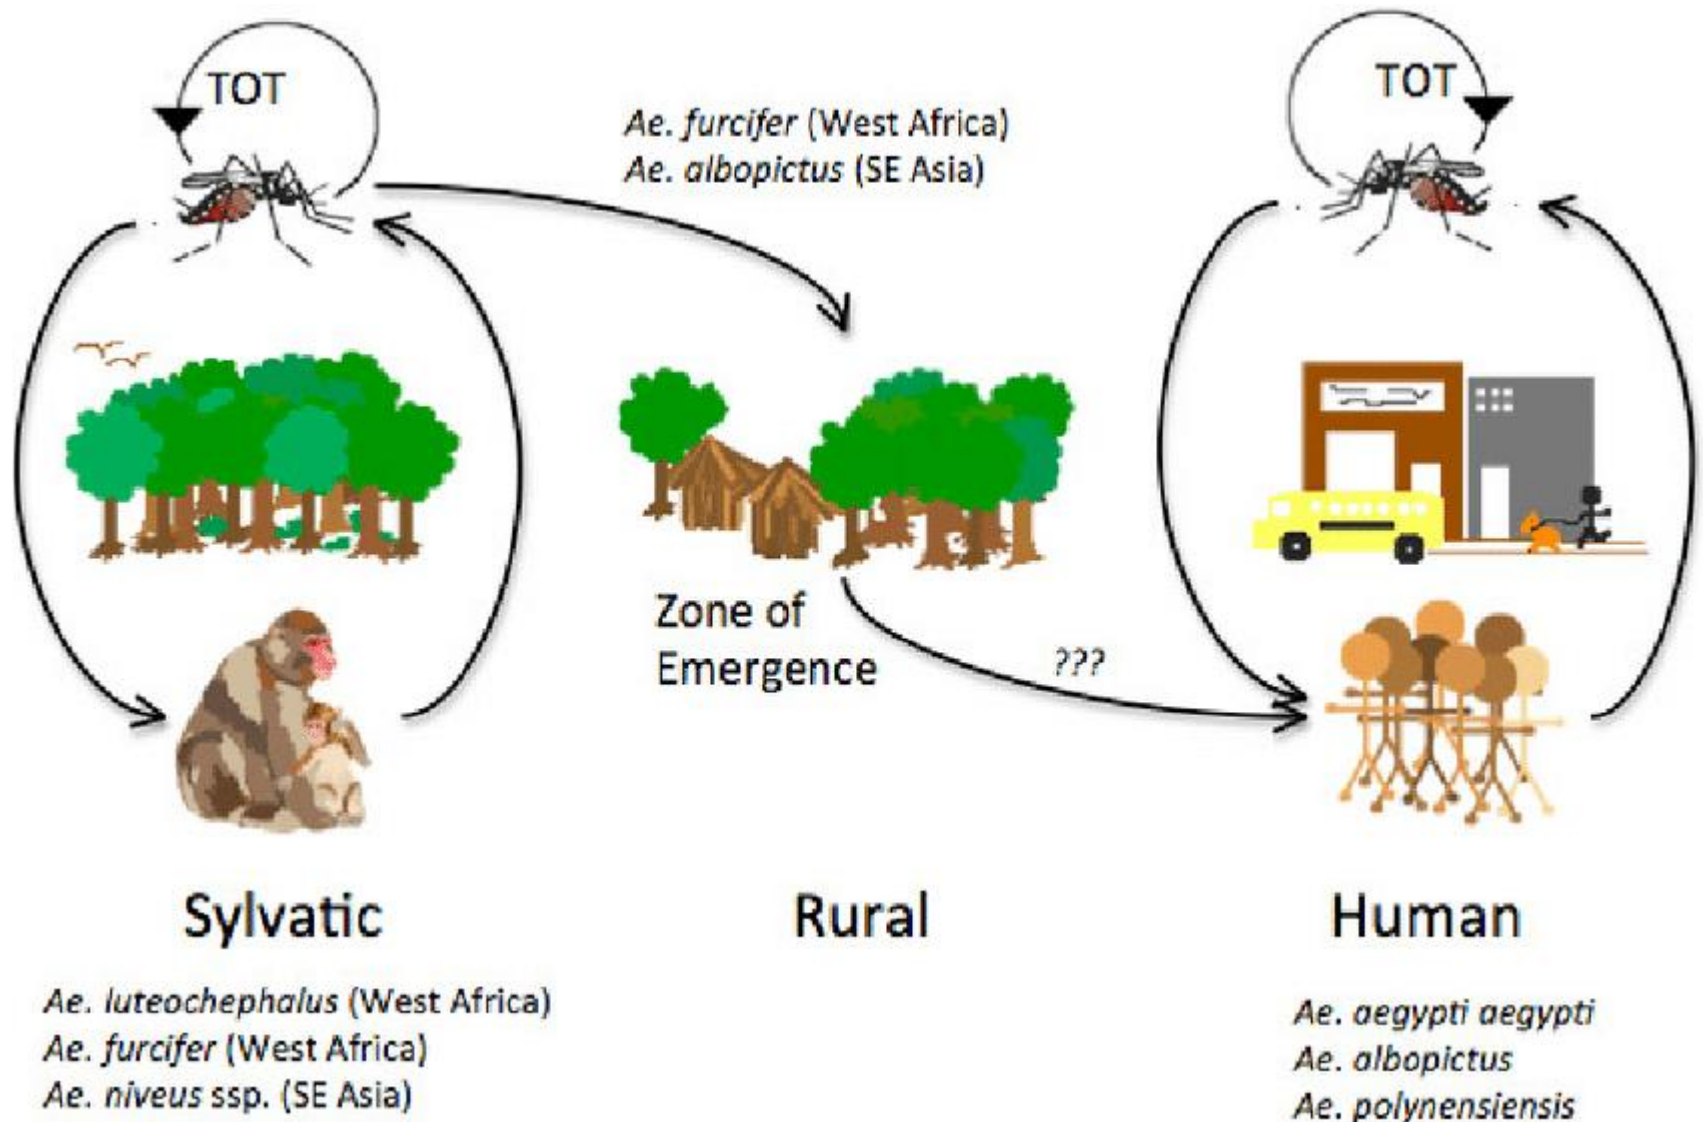 TOT
Ae. furcifer (West Africa)
Ae. albopictus (SE Asia)
TOT
Zone of
Emergence
???
Sylvatic
Rural
Human
Ae. luteochephalus (West Africa)
Ae. furcifer (West Africa)
Ae. niveus ssp. (SE Asia)
Ae. aegypti aegypti
Ae. albopictus
Ae. polynensiensis